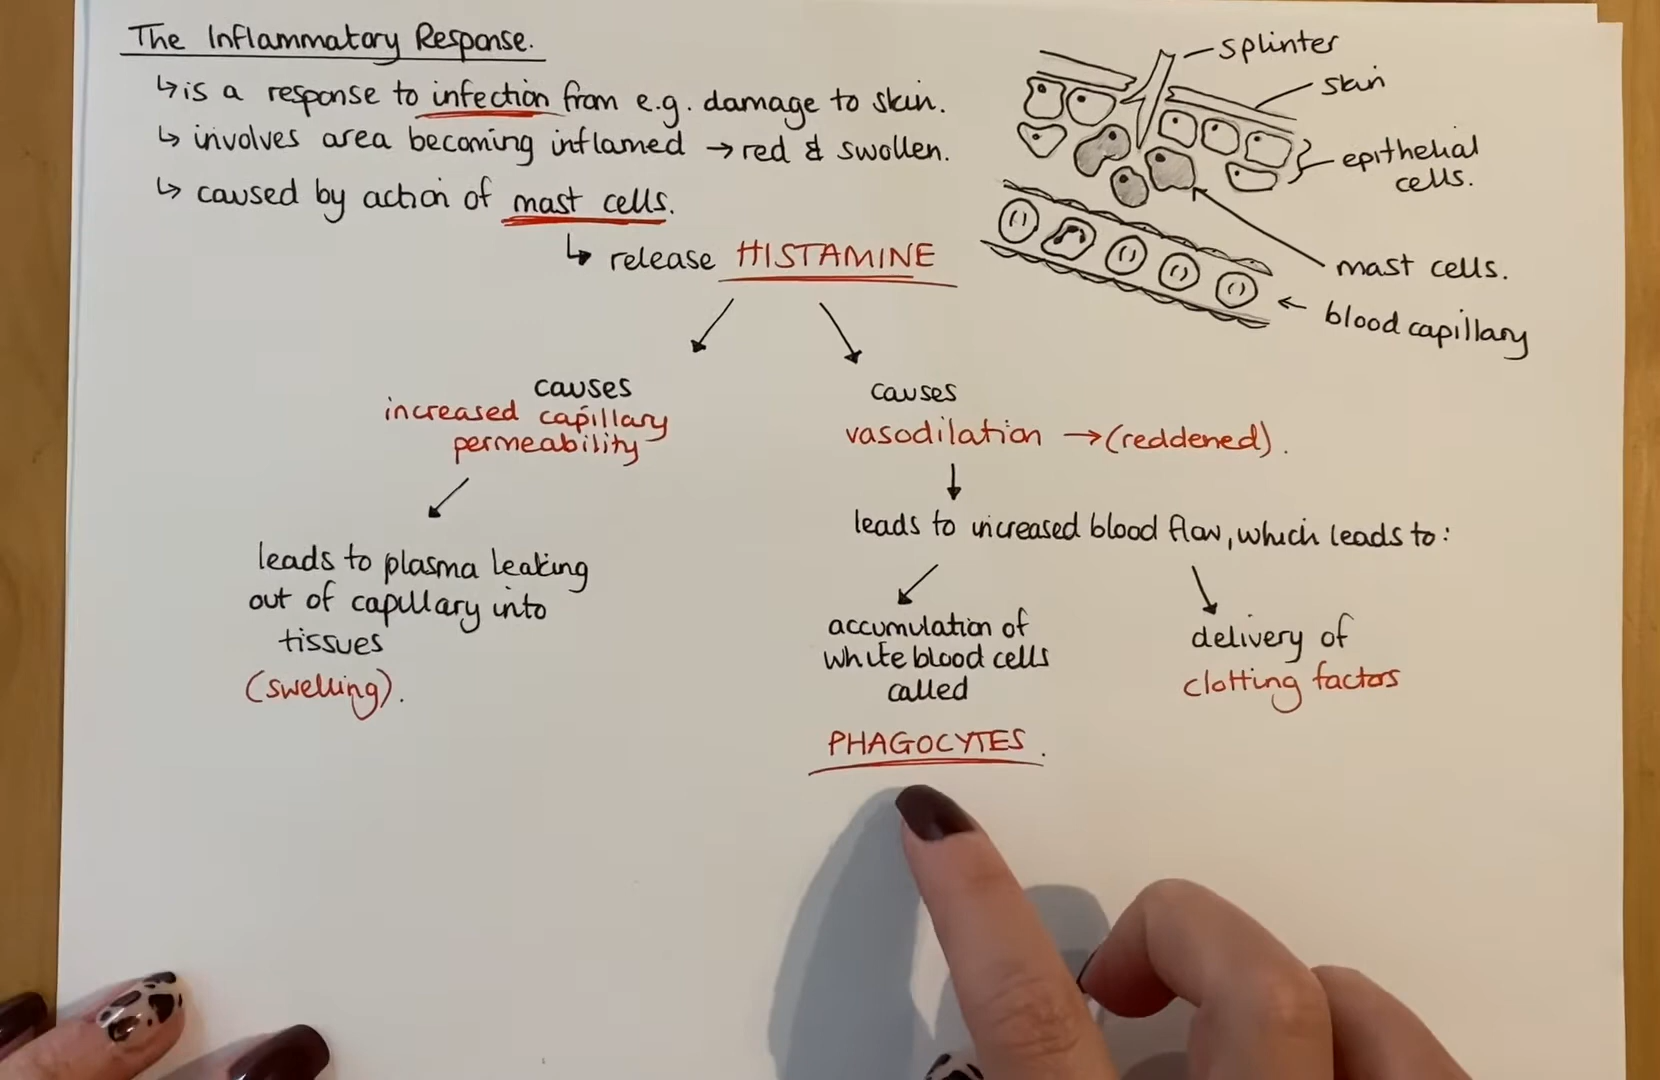 The Inflammatory Response.
↳ is a response to infection from e.g. damage to skin.
↳ involves area becoming inflamed → red & swollen.
↳ caused by action of mast cells.
↳ release HISTAMINE
splinter
skin
epithelial
cells.
mast cells.
blood capillary
causes
increased capillary
permeability
leads to plasma leaking
out of capillary into
tissues
(swelling).
causes
vasodilation → (reddened).
leads to increased blood flow, which leads to:
accumulation of
white blood cells
called
PHAGOCYTES.
delivery of
clotting factors